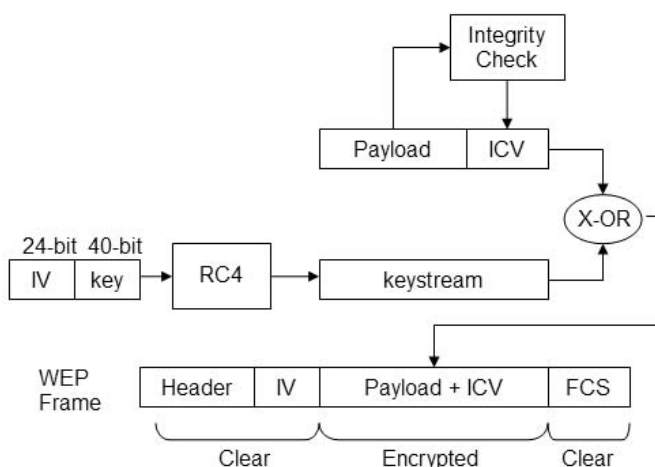 Integrity
Check
Payload ICV
X-OR
24-bit 40-bit
IV key
RC4
keystream
WEP
Frame
Header IV Payload + ICV FCS
Clear Encrypted Clear